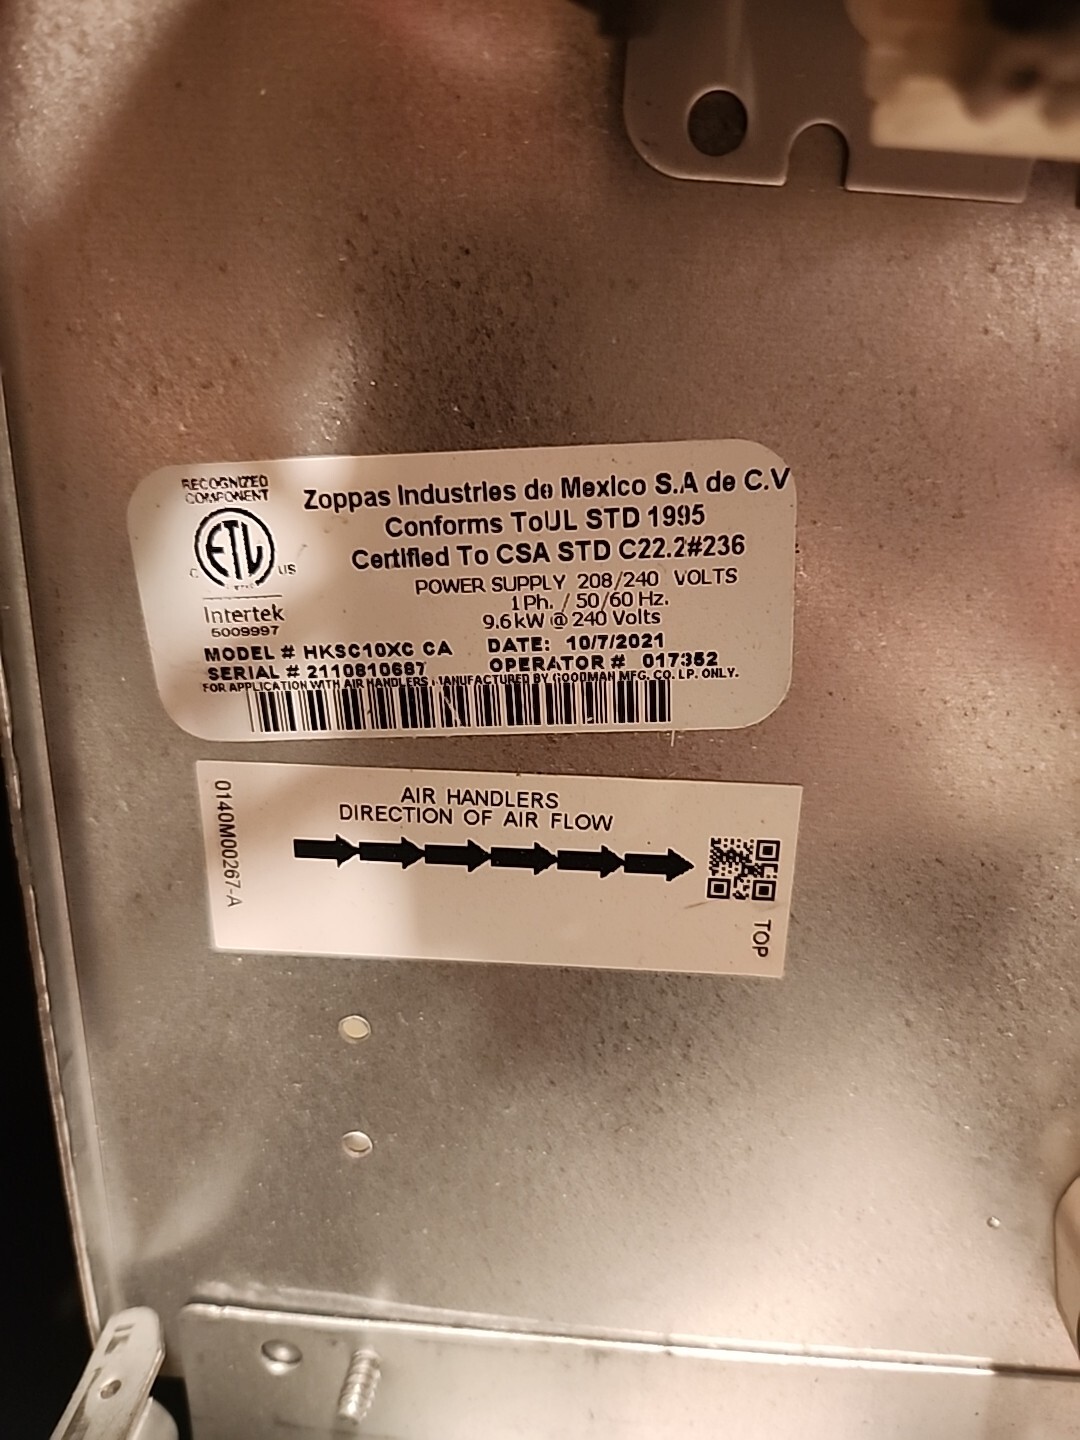 RECOGNIZED
COMPONENT
ETL
C US
Intertek
5009997
Zoppas Industries de Mexico S.A de C.V
Conforms ToUL STD 1995
Certified To CSA STD C22.2#236
POWER SUPPLY 208/240 VOLTS
1Ph. / 50/60 Hz.
9.6kW @ 240 Volts
MODEL # HKSC10XC CA DATE: 10/7/2021
SERIAL # 2110810687 OPERATOR # 017352
FOR APPLICATION WITH AIR HANDLERS MANUFACTURED BY GOODMAN MFG. CO. LP. ONLY.
0140M00267-A
AIR HANDLERS
DIRECTION OF AIR FLOW
TOP